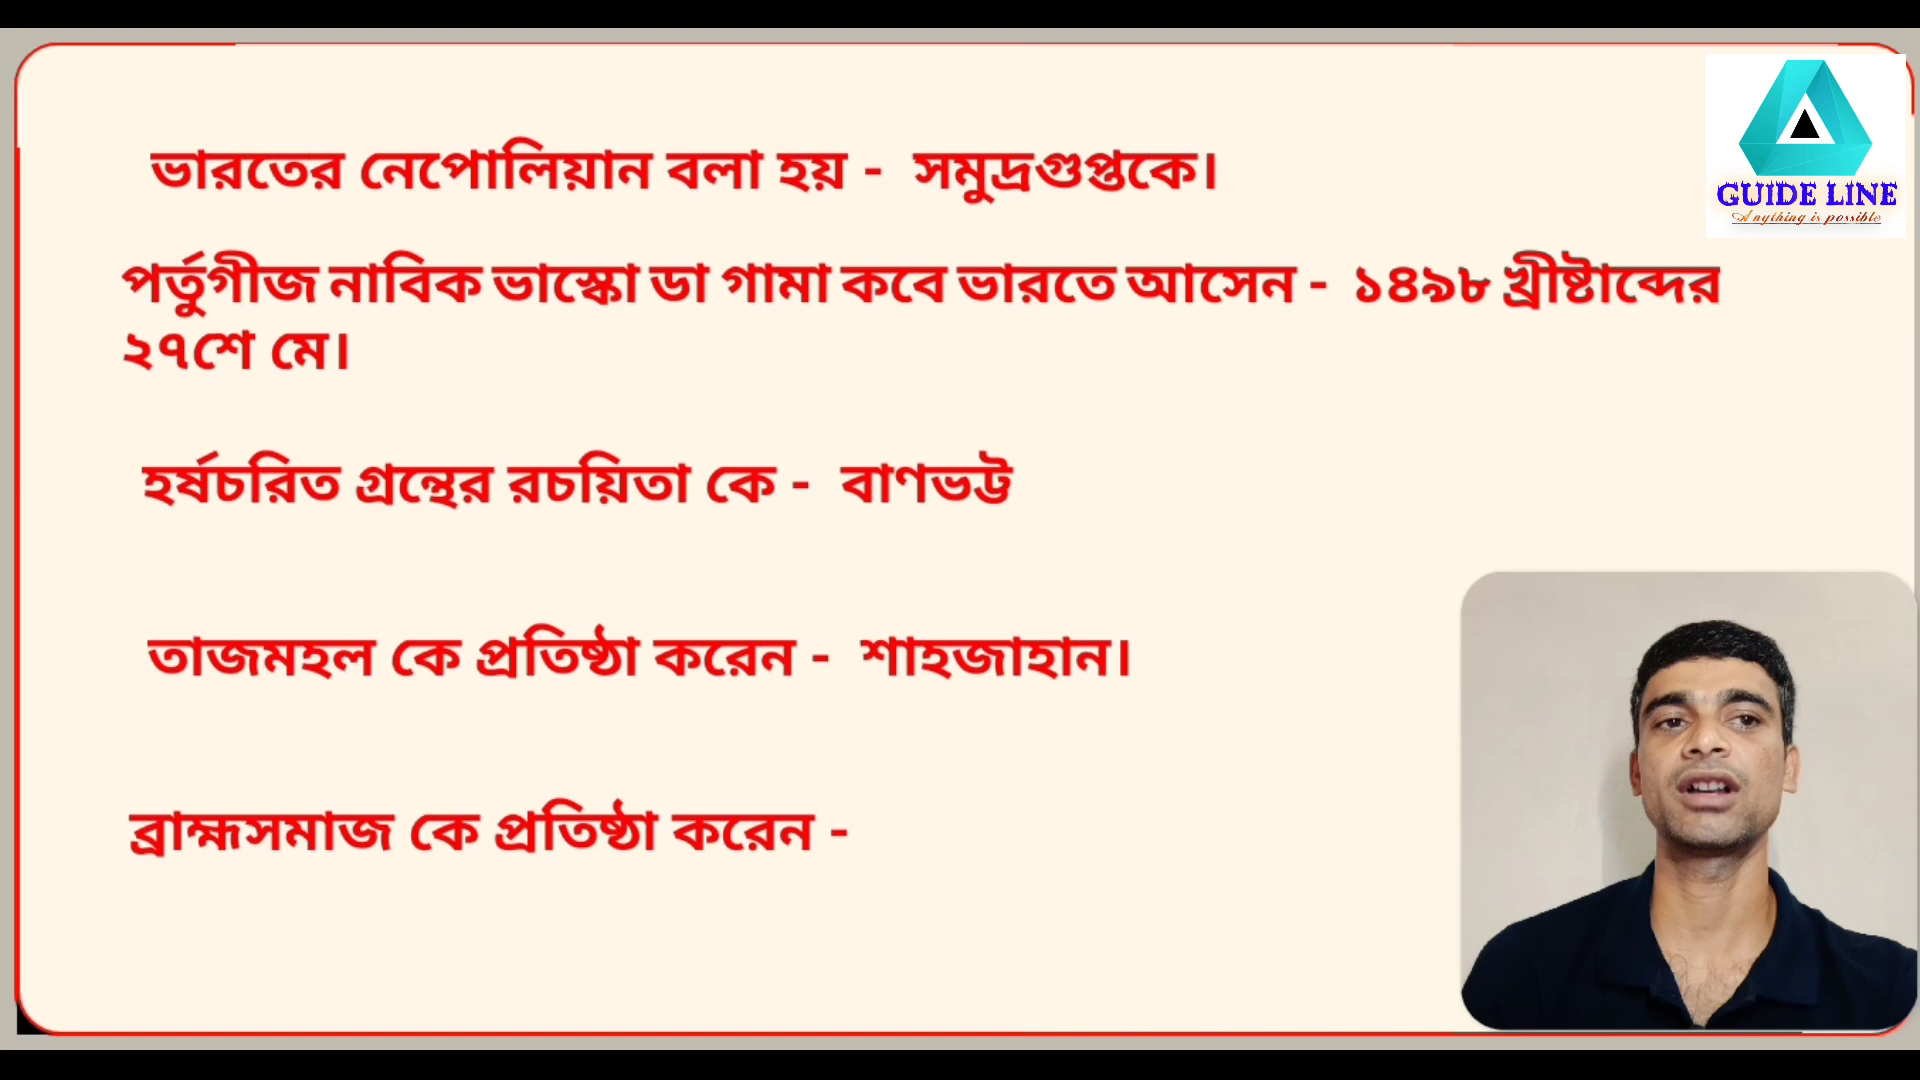 ভারতের নেপোলিয়ান বলা হয় - সমুদ্রগুপ্তকে।
পর্তুগীজ নাবিক ভাস্কো ডা গামা কবে ভারতে আসেন - ১৪৯৮ খ্রীষ্টাব্দের
২৭শে মে।
হর্ষচরিত গ্রন্থের রচয়িতা কে - বাণভট্ট
তাজমহল কে প্রতিষ্ঠা করেন - শাহজাহান।
ব্রাহ্মসমাজ কে প্রতিষ্ঠা করেন -
GUIDE LINE
Anything is possible